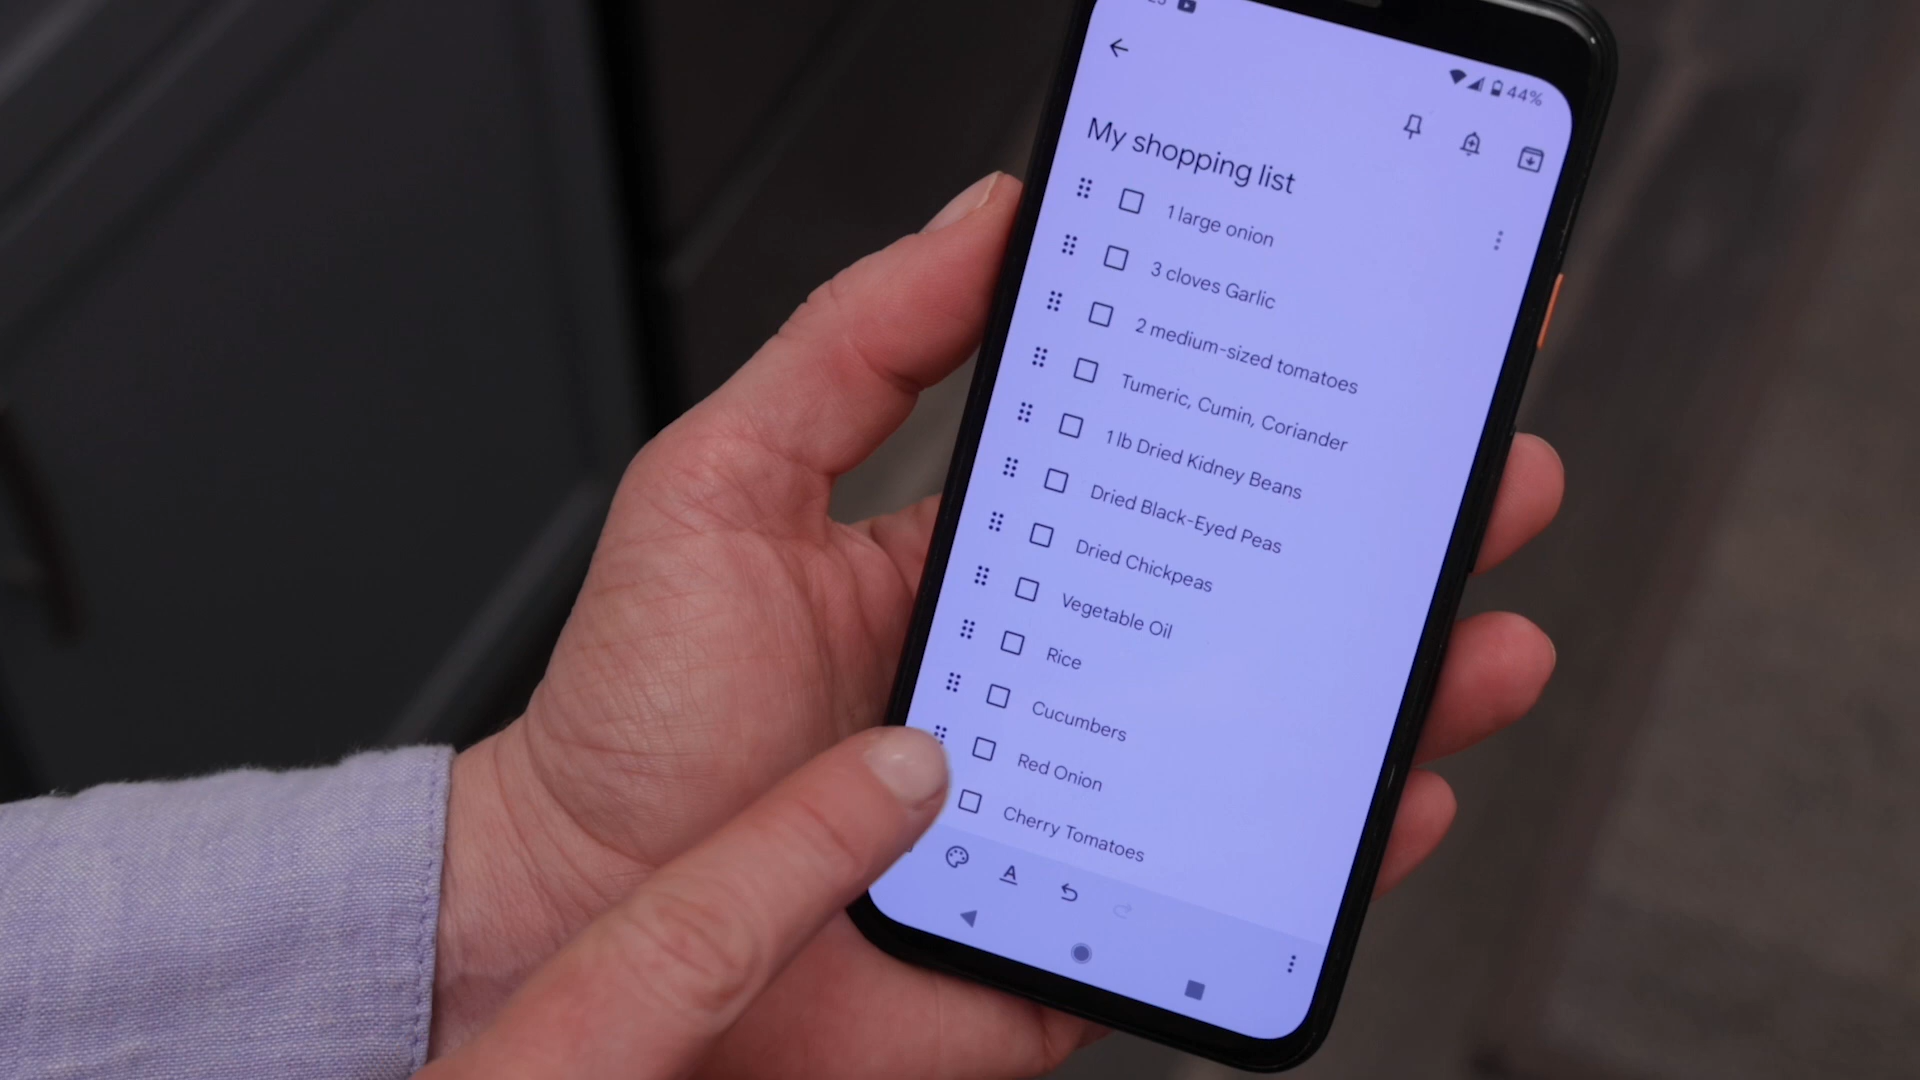 44%
My shopping list
1 large onion
3 cloves Garlic
2 medium-sized tomatoes
Tumeric, Cumin, Coriander
1 lb Dried Kidney Beans
Dried Black-Eyed Peas
Dried Chickpeas
Vegetable Oil
Rice
Cucumbers
Red Onion
Cherry Tomatoes
A